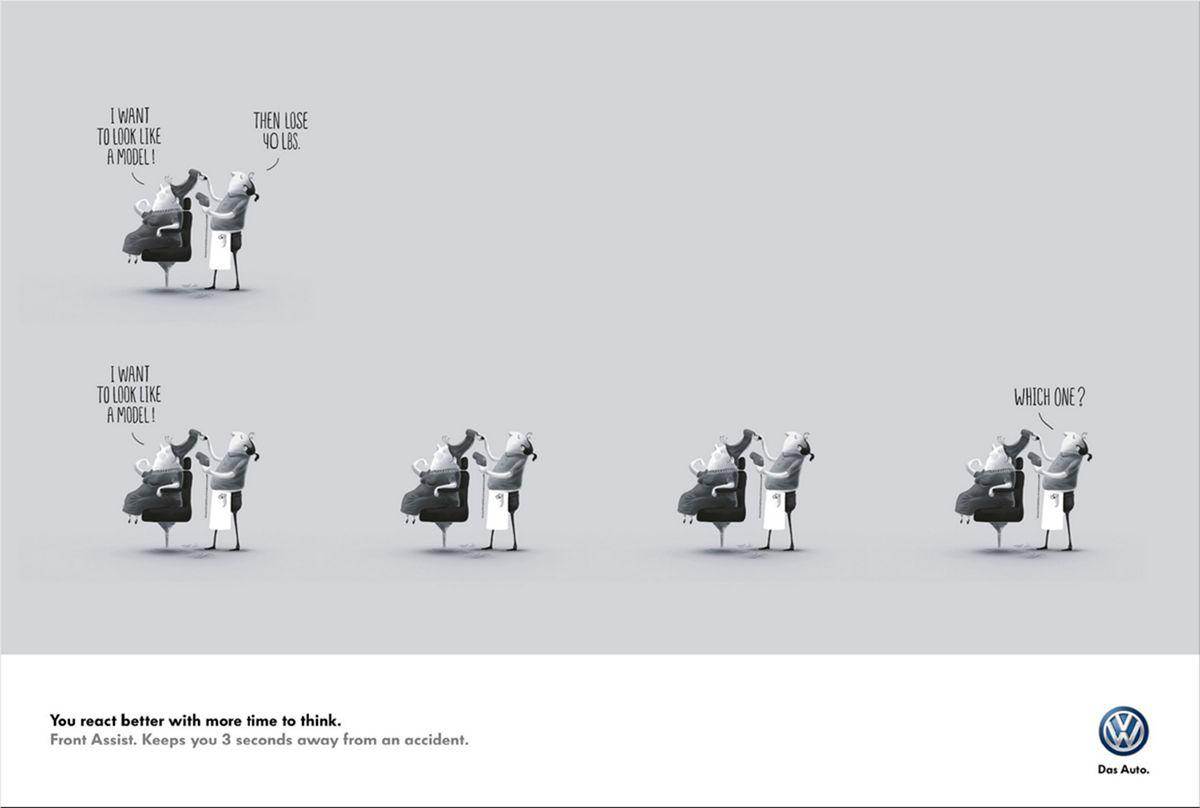 I WANT
TO LOOK LIKE
A MODEL!
THEN LOSE
40 LBS.
I WANT
TO LOOK LIKE
A MODEL!
WHICH ONE?
You react better with more time to think.
Front Assist. Keeps you 3 seconds away from an accident.
VW
Das Auto.